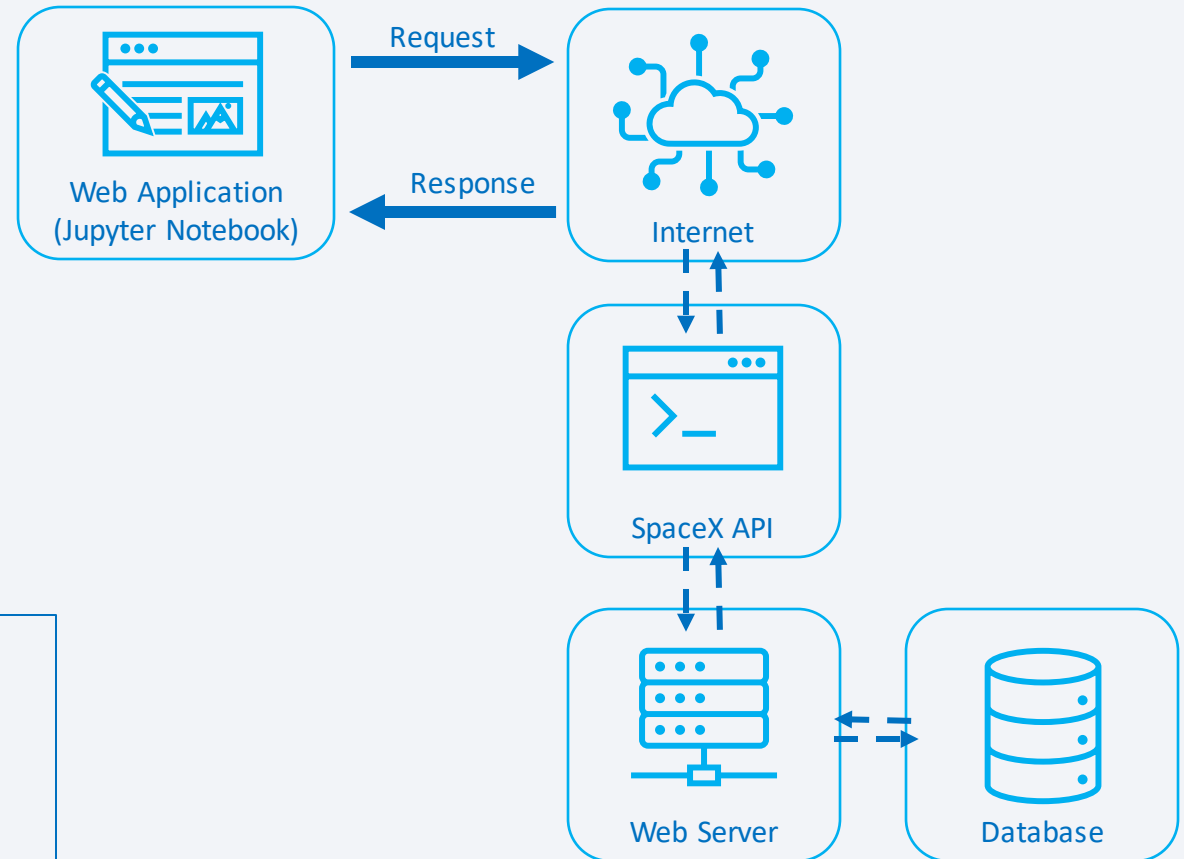 Request
Response
Web Application
(Jupyter Notebook)
Internet
SpaceX API
Web Server
Database